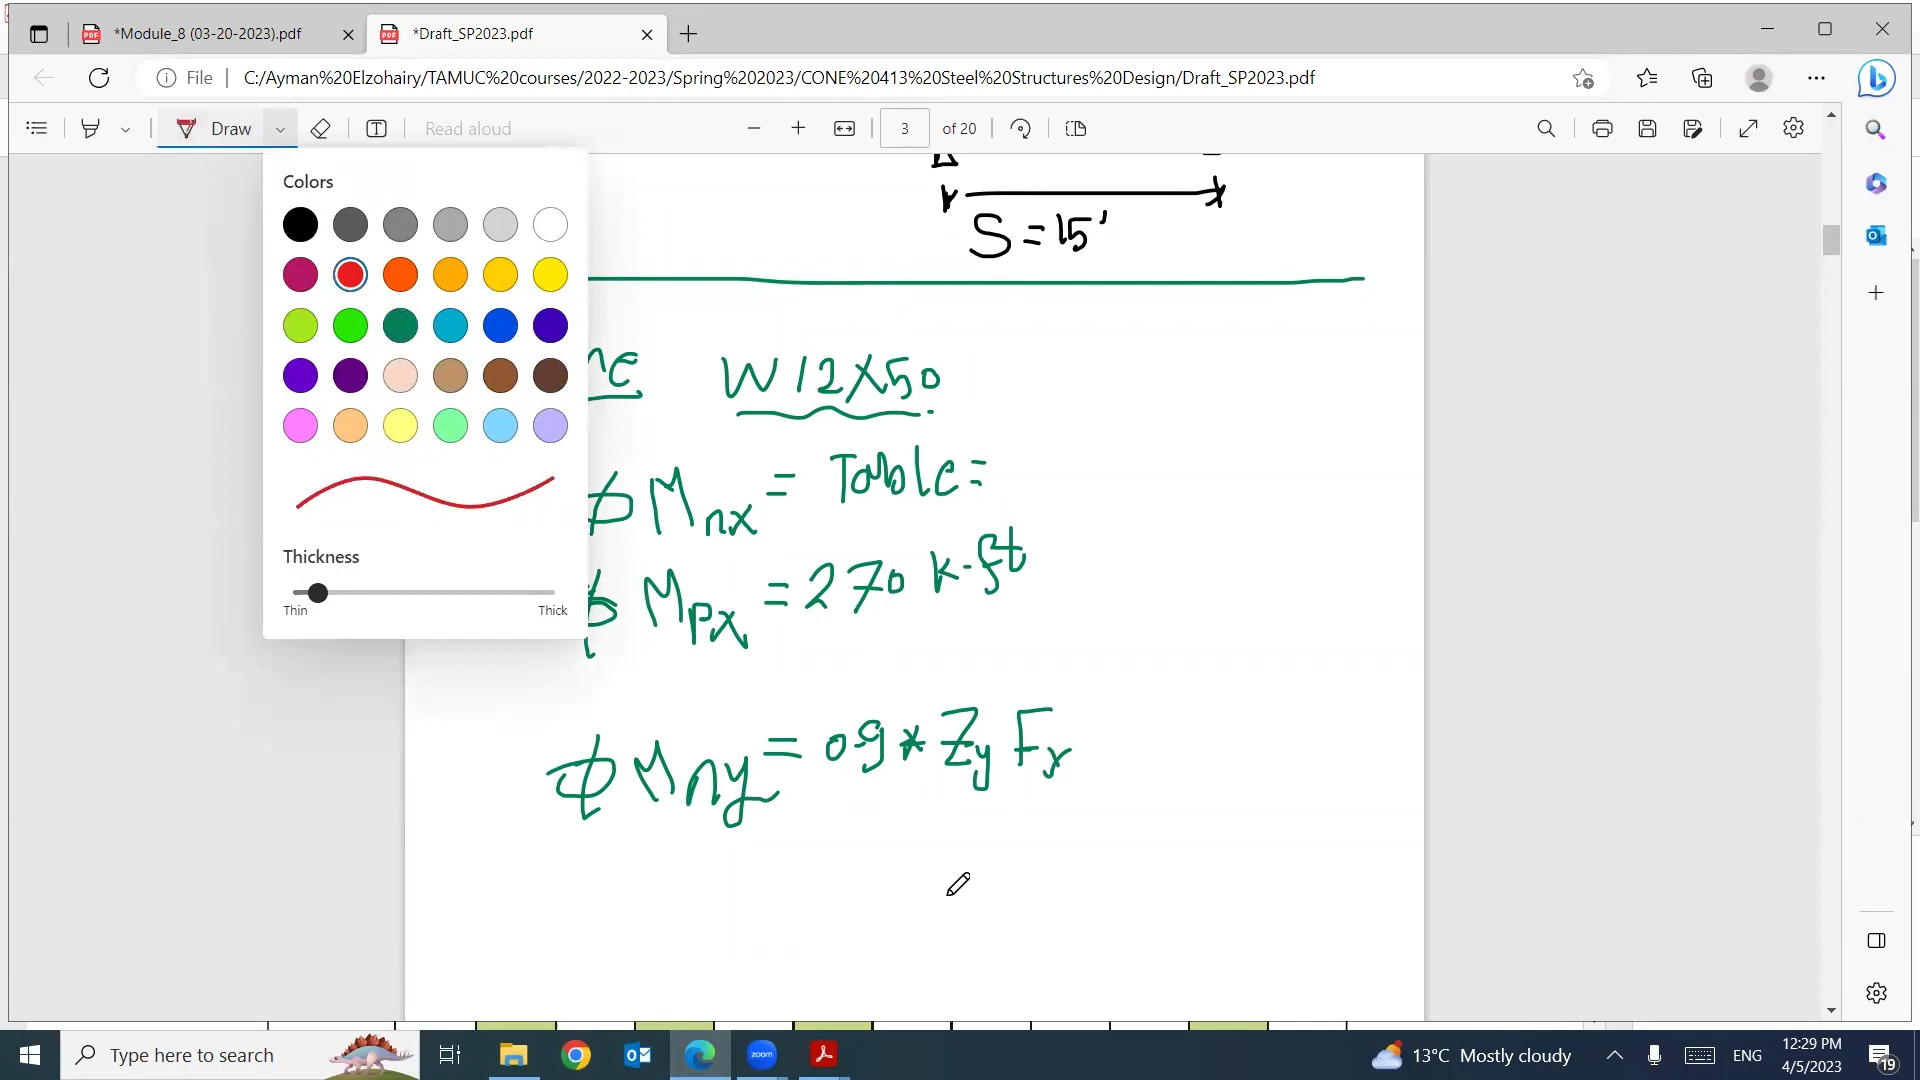 *Module_8 (03-20-2023).pdf
*Draft_SP2023.pdf
File
C:/Ayman%20Elzohairy/TAMUC%20courses/2022-2023/Spring%202023/CONE%20413%20Steel%20Structures%20Design/Draft_SP2023.pdf
Draw
Read aloud
3
of 20
Colors
Thickness
Thin
Thick
S = 15'
W 12X50
ϕ Mnx = Table =
ϕ Mpx = 270 k-ft
ϕ Mny = 0 9 * Zy Fy
Type here to search
zoom
13°C Mostly cloudy
ENG
12:29 PM
4/5/2023
19